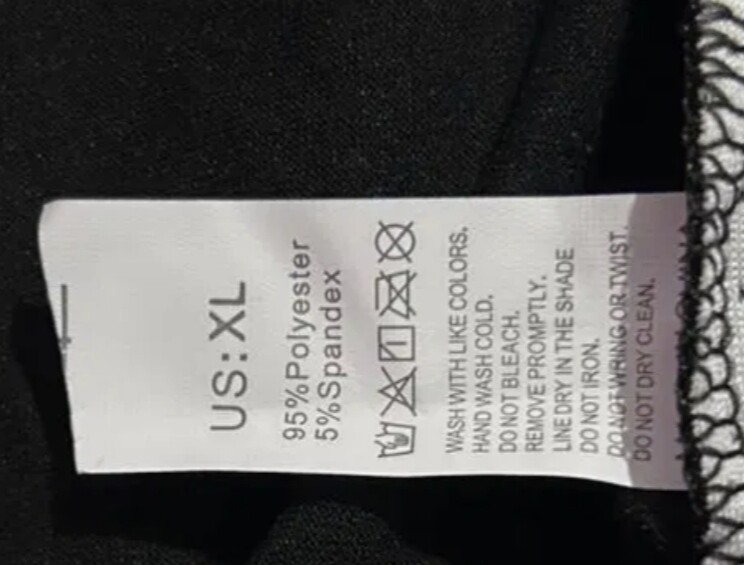 US:XL
95%Polyester
5%Spandex
WASH WITH LIKE COLORS.
HAND WASH COLD.
DO NOT BLEACH.
REMOVE PROMPTLY.
LINE DRY IN THE SHADE
DO NOT IRON.
DO NOT WRING OR TWIST.
DO NOT DRY CLEAN.